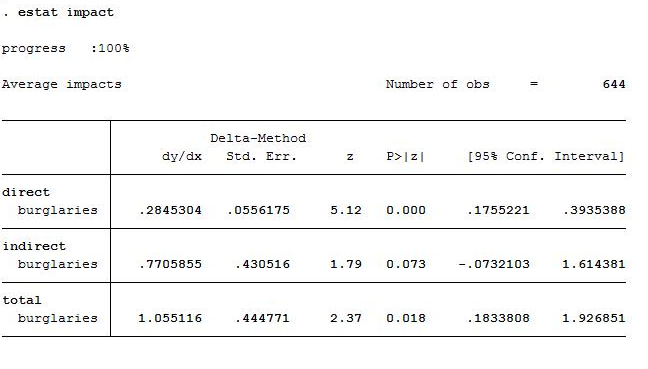 . estat impact
progress :100%
Average impacts Number of obs = 644
Delta-Method
dy/dx Std. Err. z P>|z| [95% Conf. Interval]
direct
burglaries .2845304 .0556175 5.12 0.000 .1755221 .3935388
indirect
burglaries .7705855 .430516 1.79 0.073 -.0732103 1.614381
total
burglaries 1.055116 .444771 2.37 0.018 .1833808 1.926851